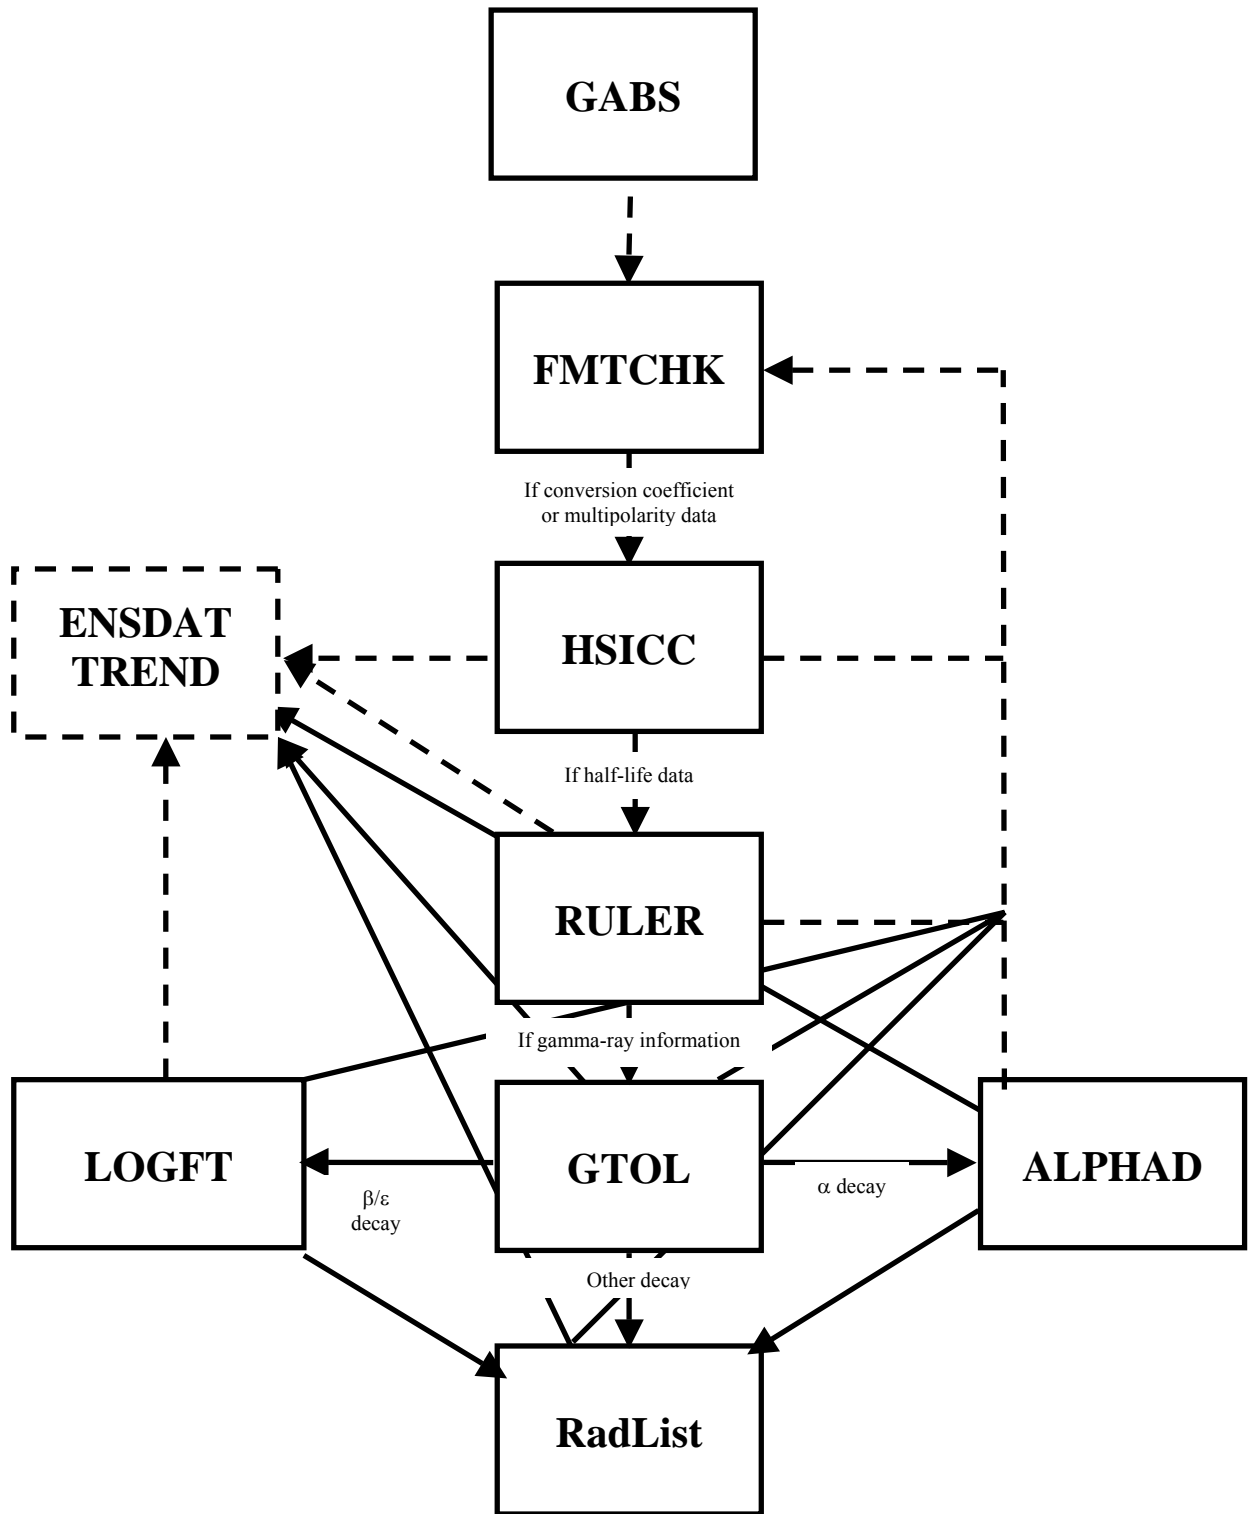 GABS
FMTCHK
If conversion coefficient
or multipolarity data
ENSDAT
TREND
HSICC
If half-life data
RULER
If gamma-ray information
LOGFT
GTOL
ALPHAD
β/ε
decay
α decay
Other decay
RadList